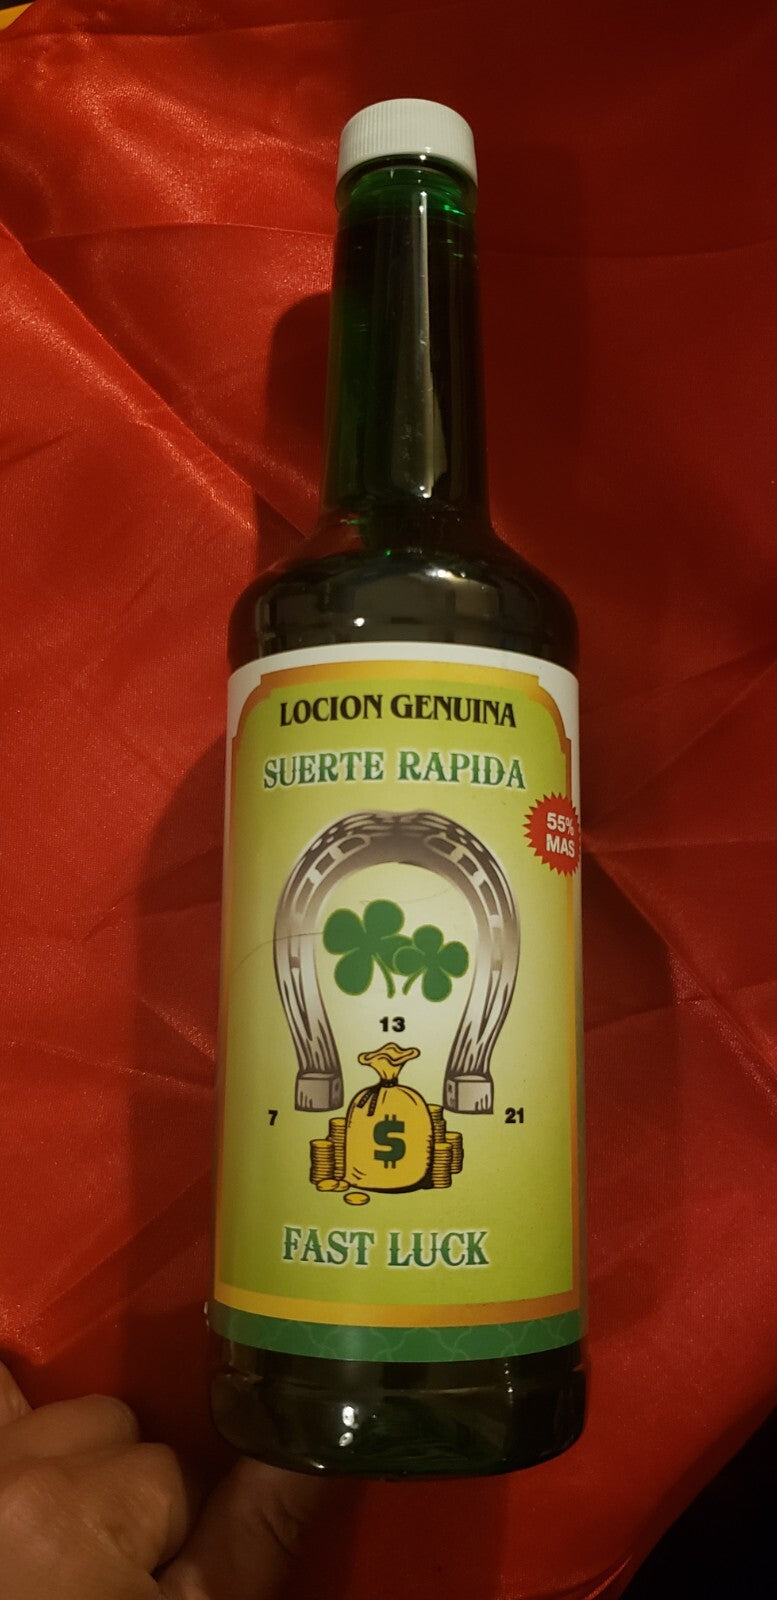 LOCION GENUINA
SUERTE RAPIDA
55%
MAS
13
7
21
$
FAST LUCK